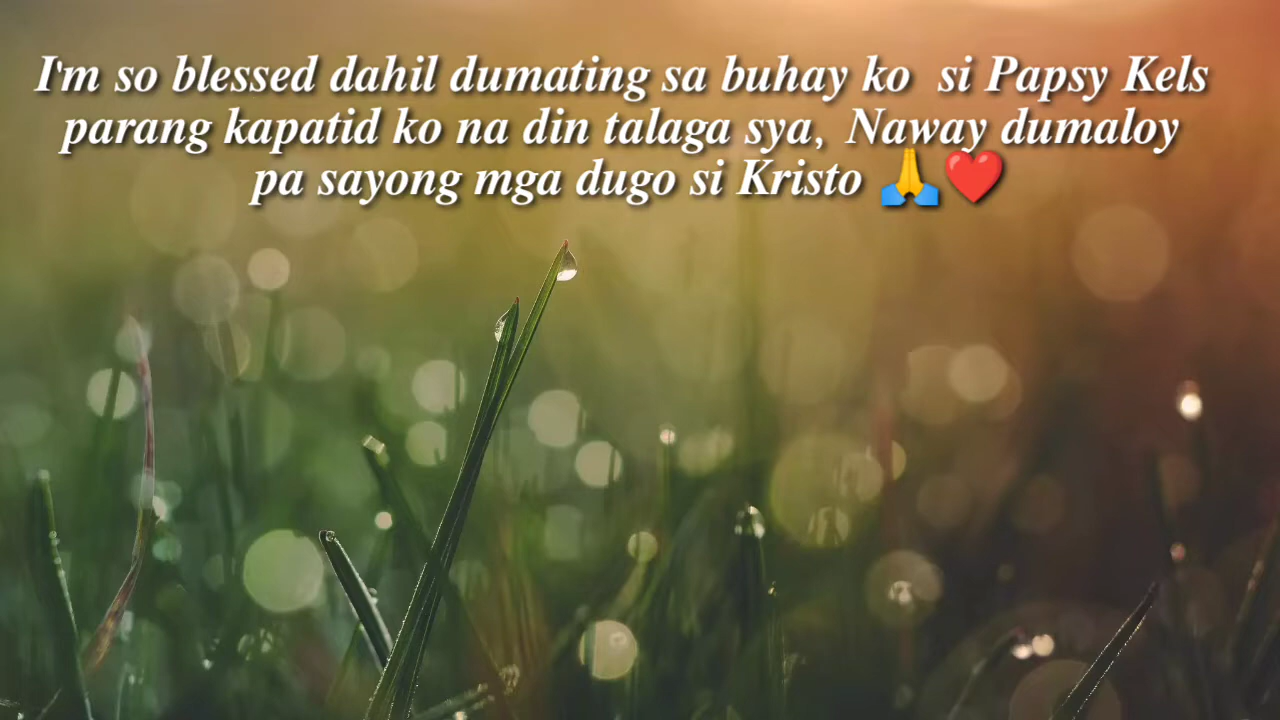 I'm so blessed dahil dumating sa buhay ko  si Papsy Kels
parang kapatid ko na din talaga sya,  Naway dumaloy
pa sayong mga dugo si Kristo 🙏❤️